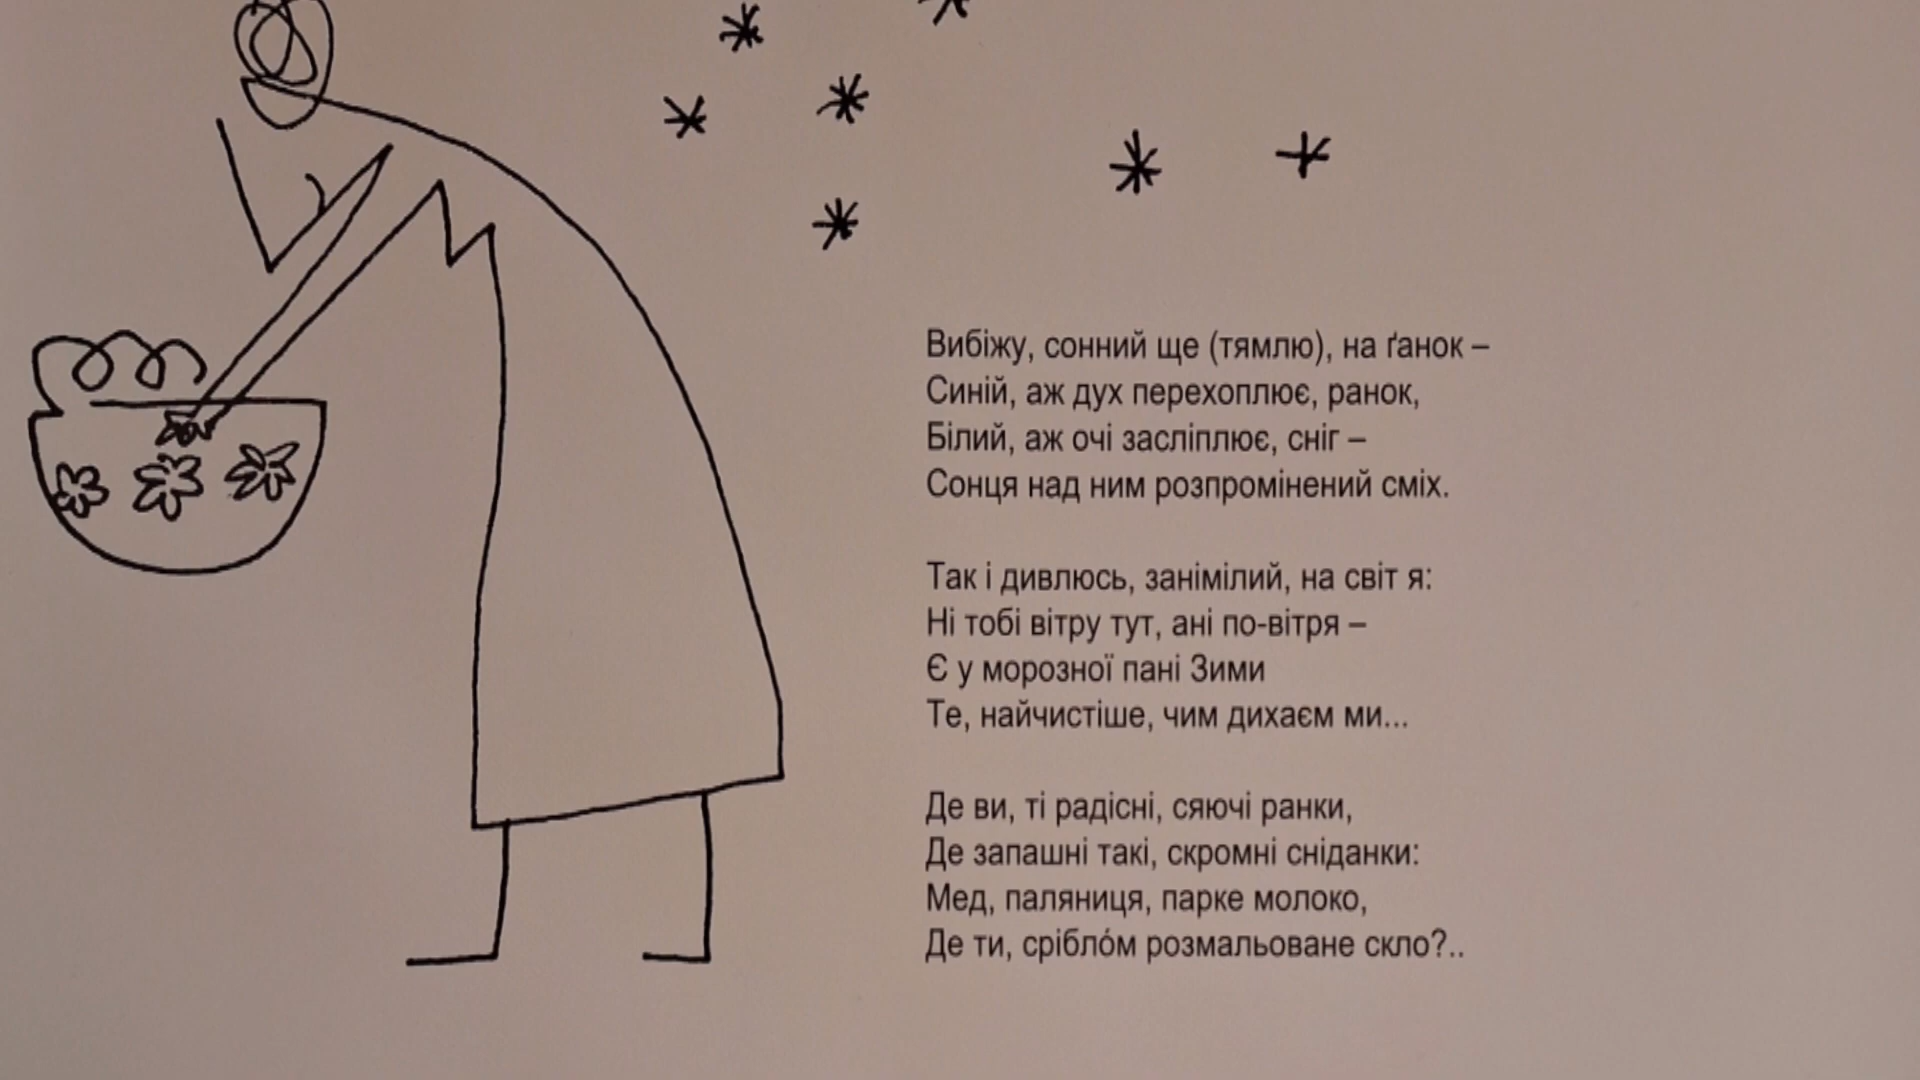 Вибіжу, сонний ще (тямлю), на ґанок –
Синій, аж дух перехоплює, ранок,
Білий, аж очі засліплює, сніг –
Сонця над ним розпромінений сміх.
Так і дивлюсь, занімілий, на світ я:
Ні тобі вітру тут, ані по-вітря –
Є у морозної пані Зими
Те, найчистіше, чим дихаєм ми...
Де ви, ті радісні, сяючі ранки,
Де запашні такі, скромні сніданки:
Мед, паляниця, парке молоко,
Де ти, сріблóм розмальоване скло?..